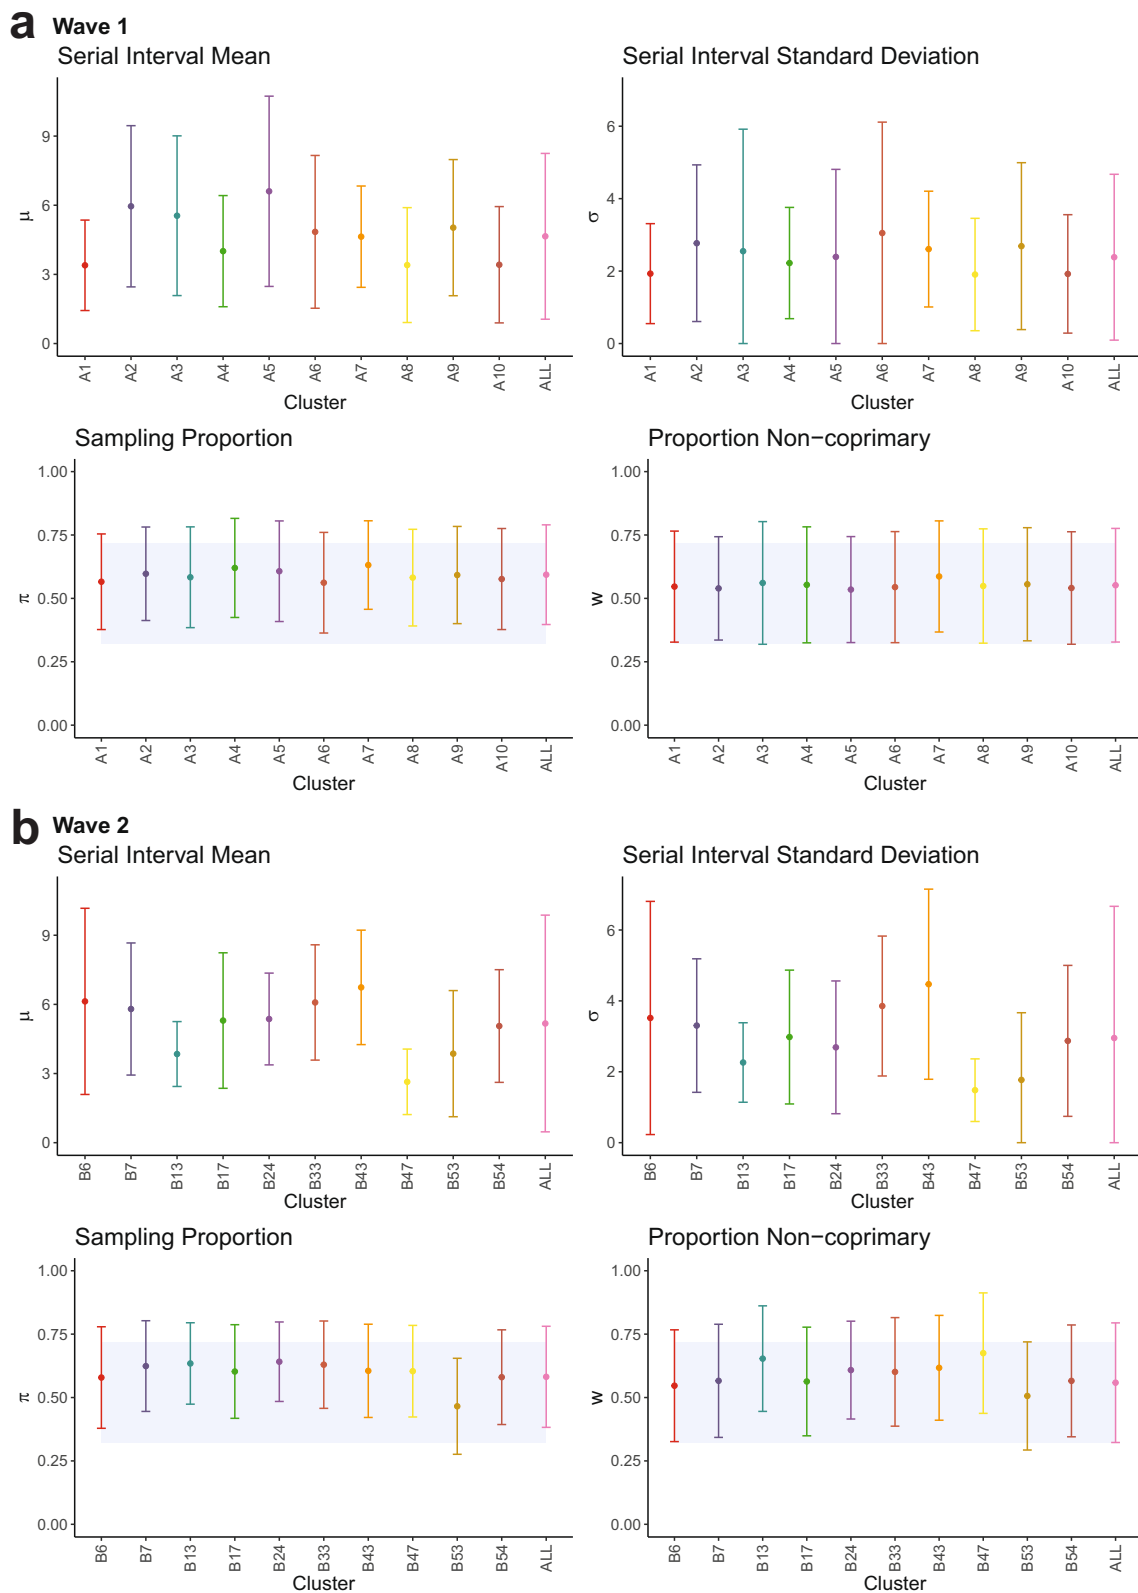 a Wave 1
Serial Interval Mean
Serial Interval Standard Deviation
9
6
3
0
μ
A1 A2 A3 A4 A5 A6 A7 A8 A9 A10 ALL
Cluster
6
4
2
0
σ
A1 A2 A3 A4 A5 A6 A7 A8 A9 A10 ALL
Cluster
Sampling Proportion
Proportion Non−coprimary
1.00
0.75
0.50
0.25
0.00
π
A1 A2 A3 A4 A5 A6 A7 A8 A9 A10 ALL
Cluster
1.00
0.75
0.50
0.25
0.00
w
A1 A2 A3 A4 A5 A6 A7 A8 A9 A10 ALL
Cluster
b Wave 2
Serial Interval Mean
Serial Interval Standard Deviation
9
6
3
0
μ
B6 B7 B13 B17 B24 B33 B43 B47 B53 B54 ALL
Cluster
6
4
2
0
σ
B6 B7 B13 B17 B24 B33 B43 B47 B53 B54 ALL
Cluster
Sampling Proportion
Proportion Non−coprimary
1.00
0.75
0.50
0.25
0.00
π
B6 B7 B13 B17 B24 B33 B43 B47 B53 B54 ALL
Cluster
1.00
0.75
0.50
0.25
0.00
w
B6 B7 B13 B17 B24 B33 B43 B47 B53 B54 ALL
Cluster